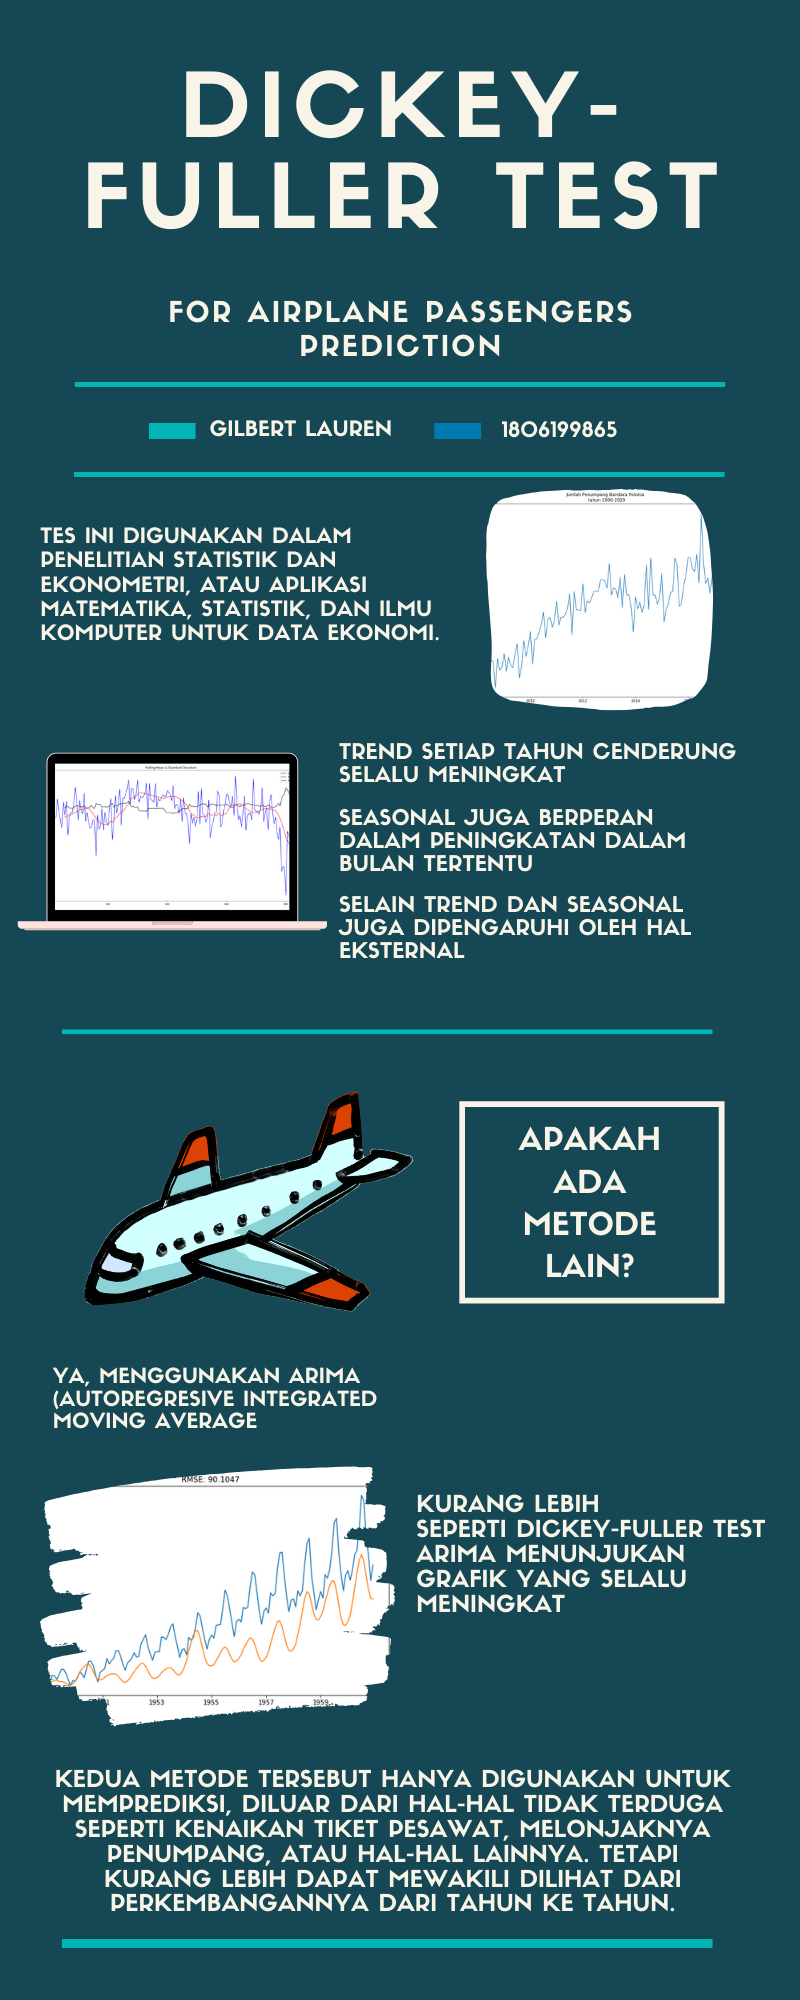 DICKEY-
FULLER TEST
FOR AIRPLANE PASSENGERS
PREDICTION
GILBERT LAUREN
1806199865
Jumlah Penumpang Bandara Polonia
tahun 2008-2019
2010 2012 2014
TES INI DIGUNAKAN DALAM
PENELITIAN STATISTIK DAN
EKONOMETRI, ATAU APLIKASI
MATEMATIKA, STATISTIK, DAN ILMU
KOMPUTER UNTUK DATA EKONOMI.
Rolling Mean & Standard Deviation
TREND SETIAP TAHUN CENDERUNG
SELALU MENINGKAT
SEASONAL JUGA BERPERAN
DALAM PENINGKATAN DALAM
BULAN TERTENTU
SELAIN TREND DAN SEASONAL
JUGA DIPENGARUHI OLEH HAL
EKSTERNAL
APAKAH
ADA
METODE
LAIN?
YA, MENGGUNAKAN ARIMA
(AUTOREGRESIVE INTEGRATED
MOVING AVERAGE
RMSE: 90.1047
1953 1955 1957 1959
KURANG LEBIH
SEPERTI DICKEY-FULLER TEST
ARIMA MENUNJUKAN
GRAFIK YANG SELALU
MENINGKAT
KEDUA METODE TERSEBUT HANYA DIGUNAKAN UNTUK
MEMPREDIKSI, DILUAR DARI HAL-HAL TIDAK TERDUGA
SEPERTI KENAIKAN TIKET PESAWAT, MELONJAKNYA
PENUMPANG, ATAU HAL-HAL LAINNYA. TETAPI
KURANG LEBIH DAPAT MEWAKILI DILIHAT DARI
PERKEMBANGANNYA DARI TAHUN KE TAHUN.